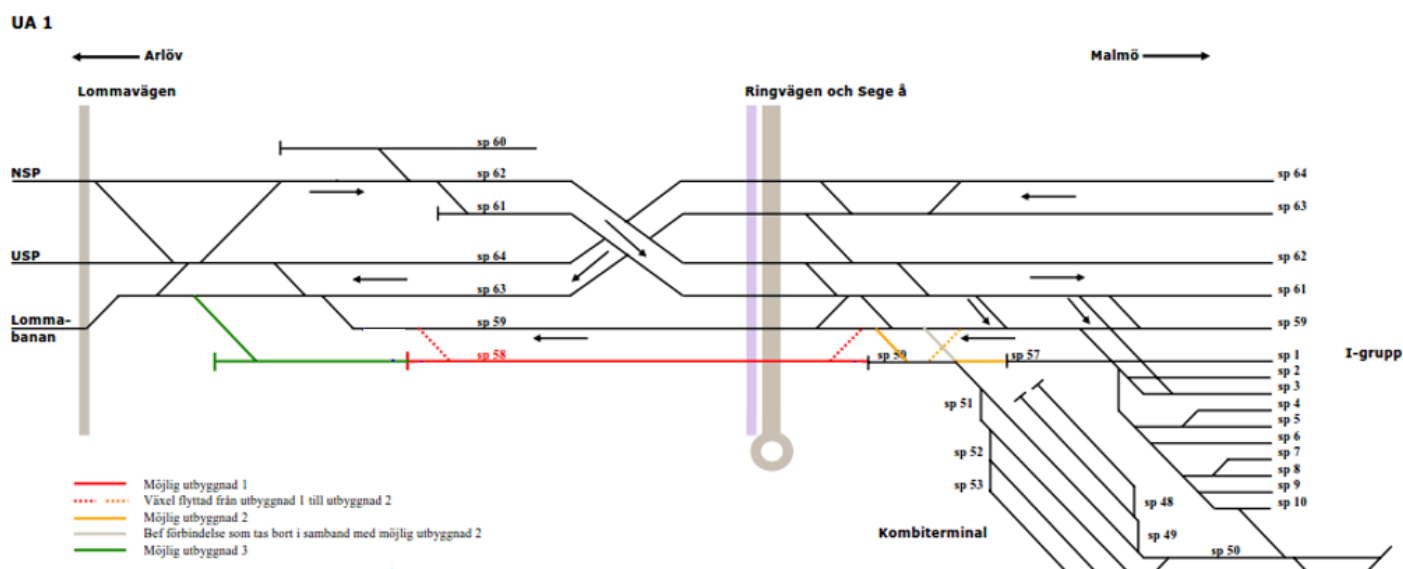 UA 1
Arlöv
Malmö
Lommavägen
Ringvägen och Sege å
sp 60
NSP
sp 62
sp 64
sp 61
sp 63
USP
sp 64
sp 62
sp 63
sp 61
Lomma-
banan
sp 59
sp 59
sp 58
sp 50
sp 57
sp 1
I-grupp
sp 2
sp 3
sp 51
sp 4
sp 5
sp 6
sp 52
sp 7
sp 8
sp 53
sp 9
sp 48
sp 10
Kombiterminal
sp 49
sp 50
Möjlig utbyggnad 1
Växel flyttad från utbyggnad 1 till utbyggnad 2
Möjlig utbyggnad 2
Bef förbindelse som tas bort i samband med möjlig utbyggnad 2
Möjlig utbyggnad 3